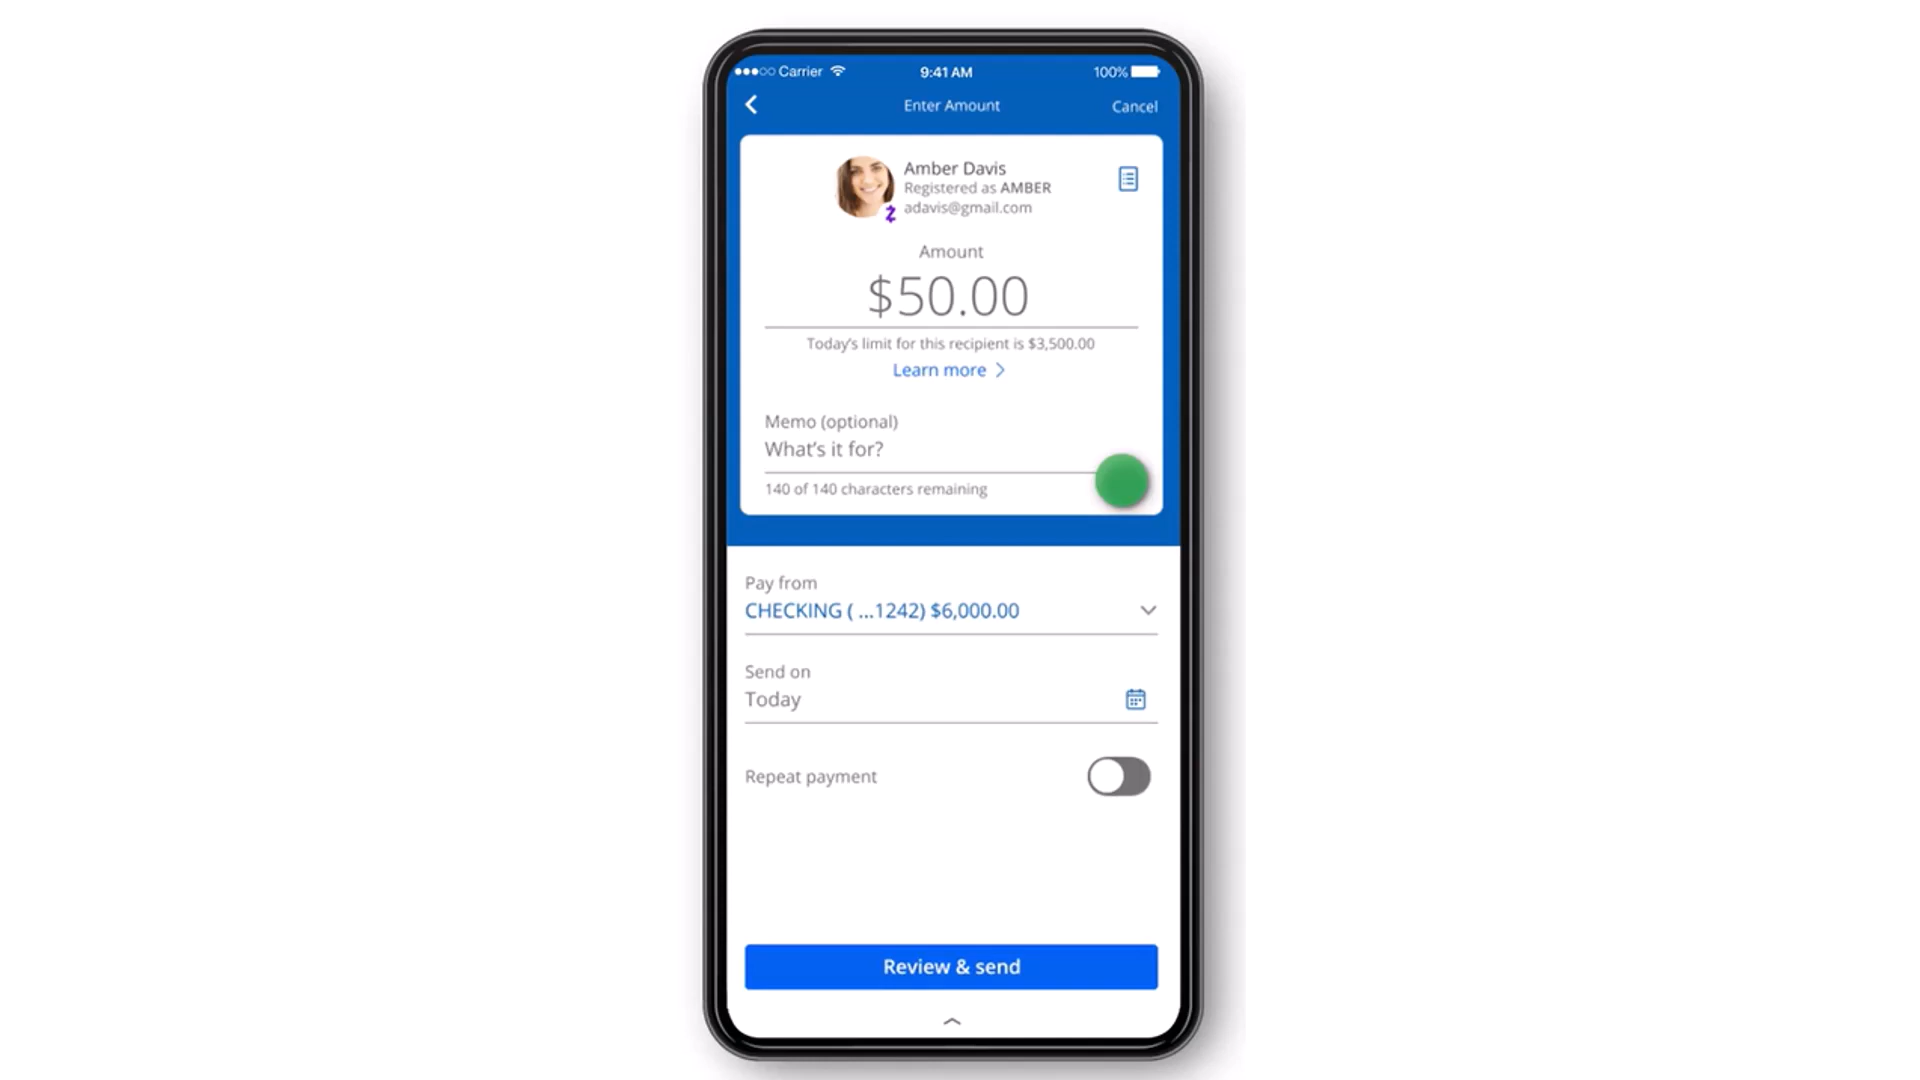 Carrier 9:41 AM 100%
Enter Amount Cancel
Amber Davis
Registered as AMBER
adavis@gmail.com
Amount
$50.00
Today's limit for this recipient is $3,500.00
Learn more
Memo (optional)
What's it for?
140 of 140 characters remaining
Pay from
CHECKING ( ...1242) $6,000.00
Send on
Today
Repeat payment
Review & send